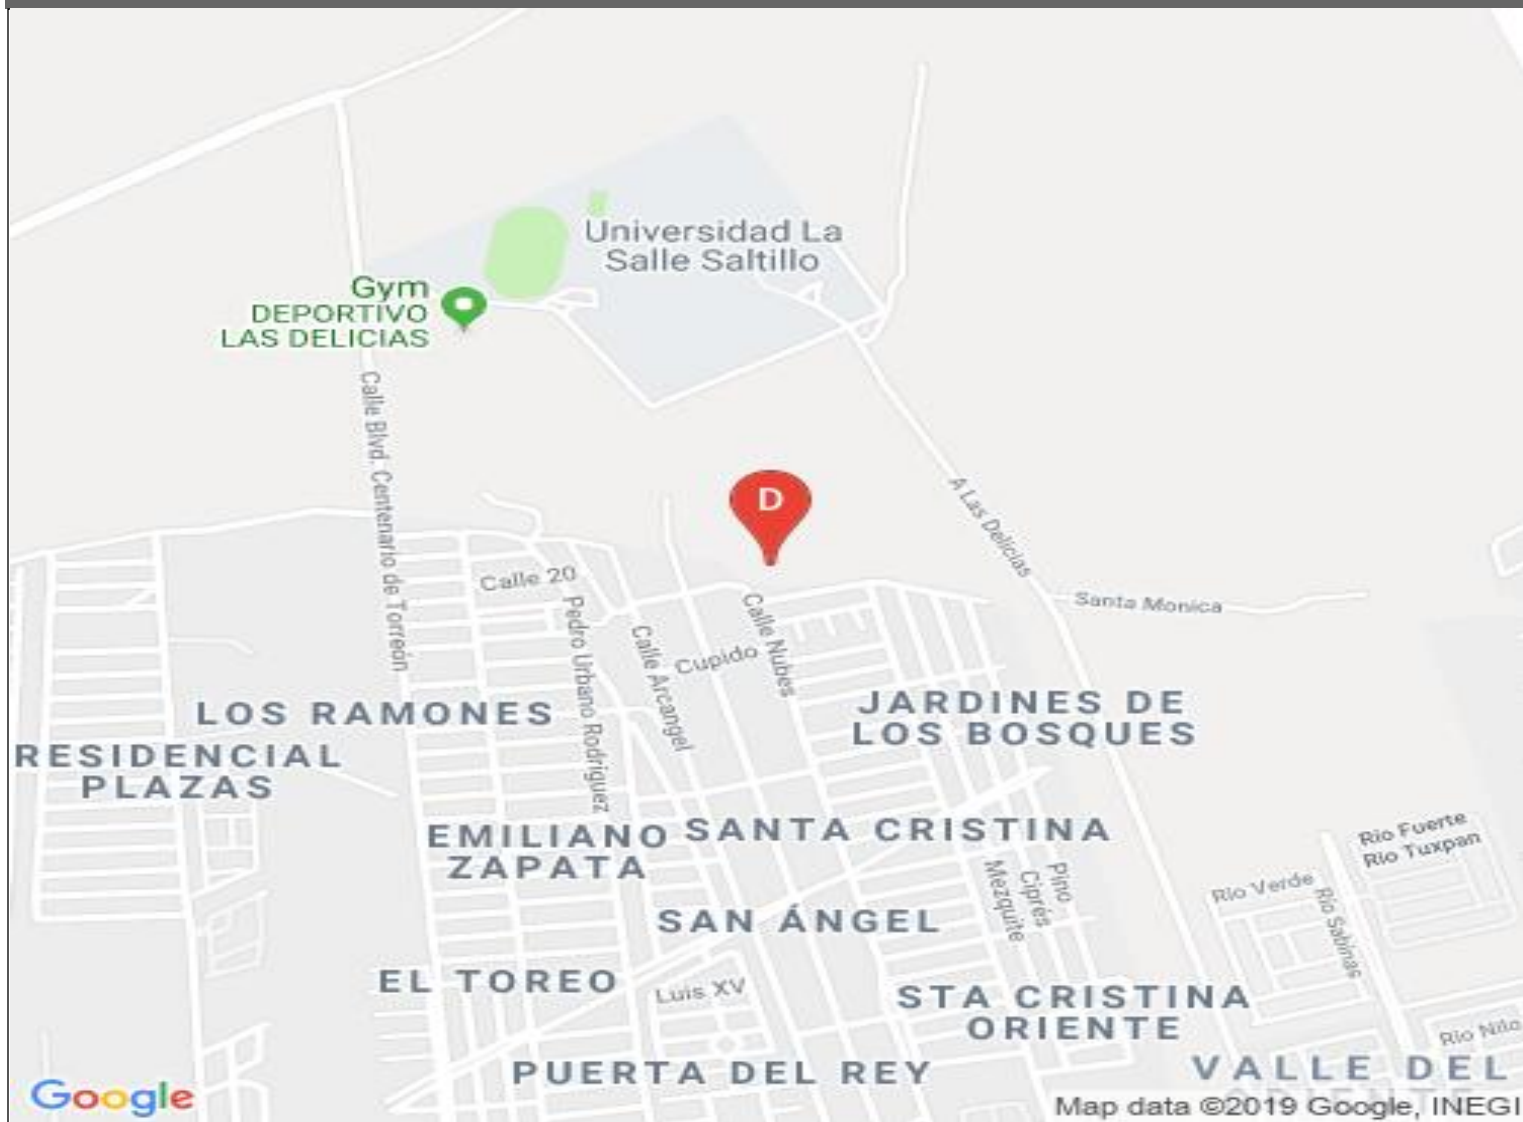 Universidad La
Salle Saltillo
Gym
DEPORTIVO
LAS DELICIAS
Calle Blvd. Centenario de Torreón
D
A Las Delicias
Calle 20
Santa Monica
Pedro Urbano Rodriguez
Calle Arcangel
Cupido
Calle Nubes
LOS RAMONES
JARDINES DE
LOS BOSQUES
RESIDENCIAL
PLAZAS
EMILIANO
ZAPATA
SANTA CRISTINA
Rio Fuerte
Rio Tuxpan
Pino
Ciprés
Mezquite
Rio Verde
Rio Sabinas
SAN ÁNGEL
EL TOREO
Luis XV
STA CRISTINA
ORIENTE
Rio Nilo
PUERTA DEL REY
VALLE DEL
Google
Map data ©2019 Google, INEGI